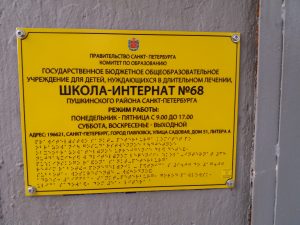 ПРАВИТЕЛЬСТВО САНКТ-ПЕТЕРБУРГА
КОМИТЕТ ПО ОБРАЗОВАНИЮ
ГОСУДАРСТВЕННОЕ БЮДЖЕТНОЕ ОБЩЕОБРАЗОВАТЕЛЬНОЕ
УЧРЕЖДЕНИЕ ДЛЯ ДЕТЕЙ, НУЖДАЮЩИХСЯ В ДЛИТЕЛЬНОМ ЛЕЧЕНИИ,
ШКОЛА-ИНТЕРНАТ №68
ПУШКИНСКОГО РАЙОНА САНКТ-ПЕТЕРБУРГА
РЕЖИМ РАБОТЫ:
ПОНЕДЕЛЬНИК - ПЯТНИЦА С 9.00 ДО 17.00
СУББОТА, ВОСКРЕСЕНЬЕ - ВЫХОДНОЙ
АДРЕС: 196621, САНКТ-ПЕТЕРБУРГ, ГОРОД ПАВЛОВСК, УЛИЦА САДОВАЯ, ДОМ 51, ЛИТЕРА А